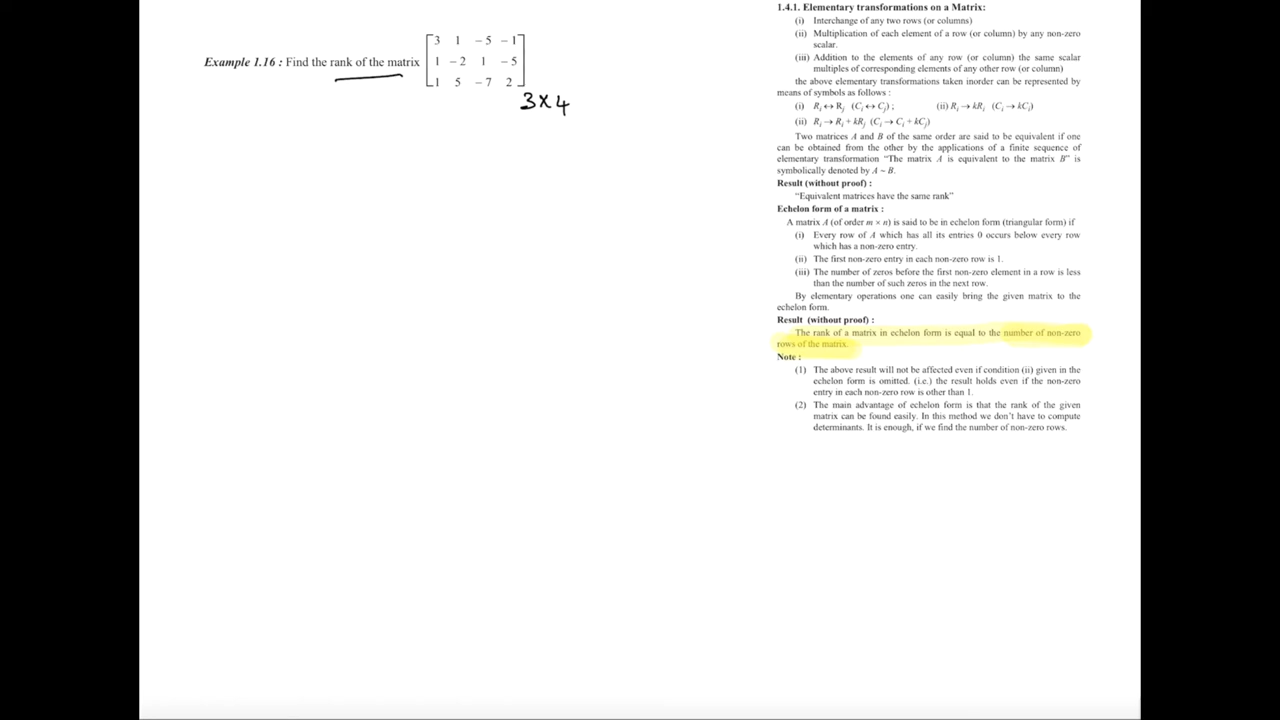 Example 1.16 : Find the rank of the matrix
3 1 – 5 – 1
1 – 2 1 – 5
1 5 – 7 2
3 × 4
1.4.1. Elementary transformations on a Matrix:
(i) Interchange of any two rows (or columns)
(ii) Multiplication of each element of a row (or column) by any non-zero
scalar.
(iii) Addition to the elements of any row (or column) the same scalar
multiples of corresponding elements of any other row (or column)
the above elementary transformations taken inorder can be represented by
means of symbols as follows :
(i) Ri ↔ Rj (Ci ↔ Cj) ; (ii) Ri → kRi (Ci → kCi)
(ii) Ri → Ri + kRj (Ci → Ci + kCj)
Two matrices A and B of the same order are said to be equivalent if one
can be obtained from the other by the applications of a finite sequence of
elementary transformation “The matrix A is equivalent to the matrix B” is
symbolically denoted by A ~ B.
Result (without proof) :
“Equivalent matrices have the same rank”
Echelon form of a matrix :
A matrix A (of order m × n) is said to be in echelon form (triangular form) if
(i) Every row of A which has all its entries 0 occurs below every row
which has a non-zero entry.
(ii) The first non-zero entry in each non-zero row is 1.
(iii) The number of zeros before the first non-zero element in a row is less
than the number of such zeros in the next row.
By elementary operations one can easily bring the given matrix to the
echelon form.
Result (without proof) :
The rank of a matrix in echelon form is equal to the number of non-zero
rows of the matrix.
Note :
(1) The above result will not be affected even if condition (ii) given in the
echelon form is omitted. (i.e.) the result holds even if the non-zero
entry in each non-zero row is other than 1.
(2) The main advantage of echelon form is that the rank of the given
matrix can be found easily. In this method we don’t have to compute
determinants. It is enough, if we find the number of non-zero rows.